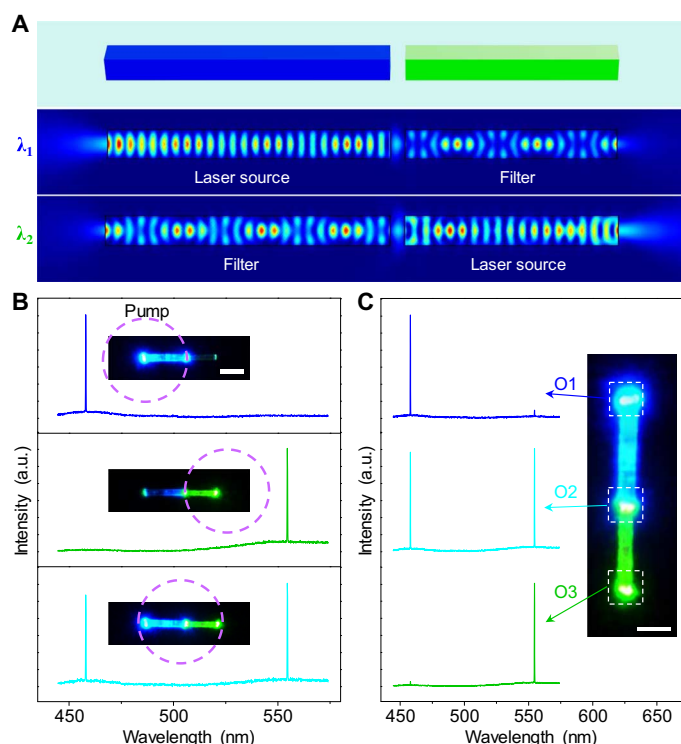 A
λ1
Laser source
Filter
λ2
Filter
Laser source
B
Pump
C
O1
O2
O3
Intensity (a.u.)
Intensity (a.u.)
450
500
550
450
500
550
600
650
Wavelength (nm)
Wavelength (nm)